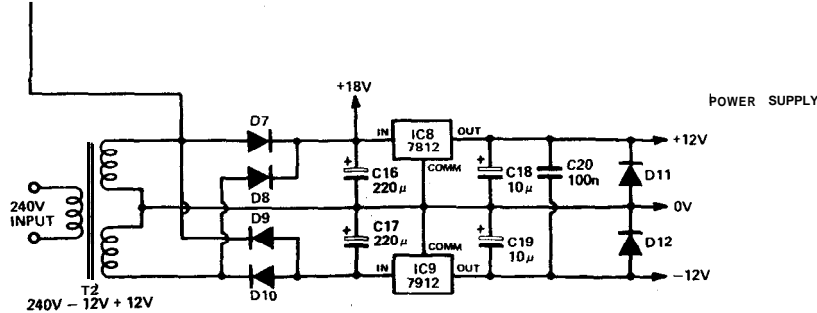 POWER SUPPLY
+18V
D7
D8
D9
D10
IN
IC8
7812
OUT
COMM
+
C16
220µ
+
C17
220µ
COMM
IN
IC9
7912
OUT
+
C18
10µ
+
C19
10µ
C20
100n
D11
D12
+12V
0V
−12V
240V
INPUT
T2
240V − 12V + 12V